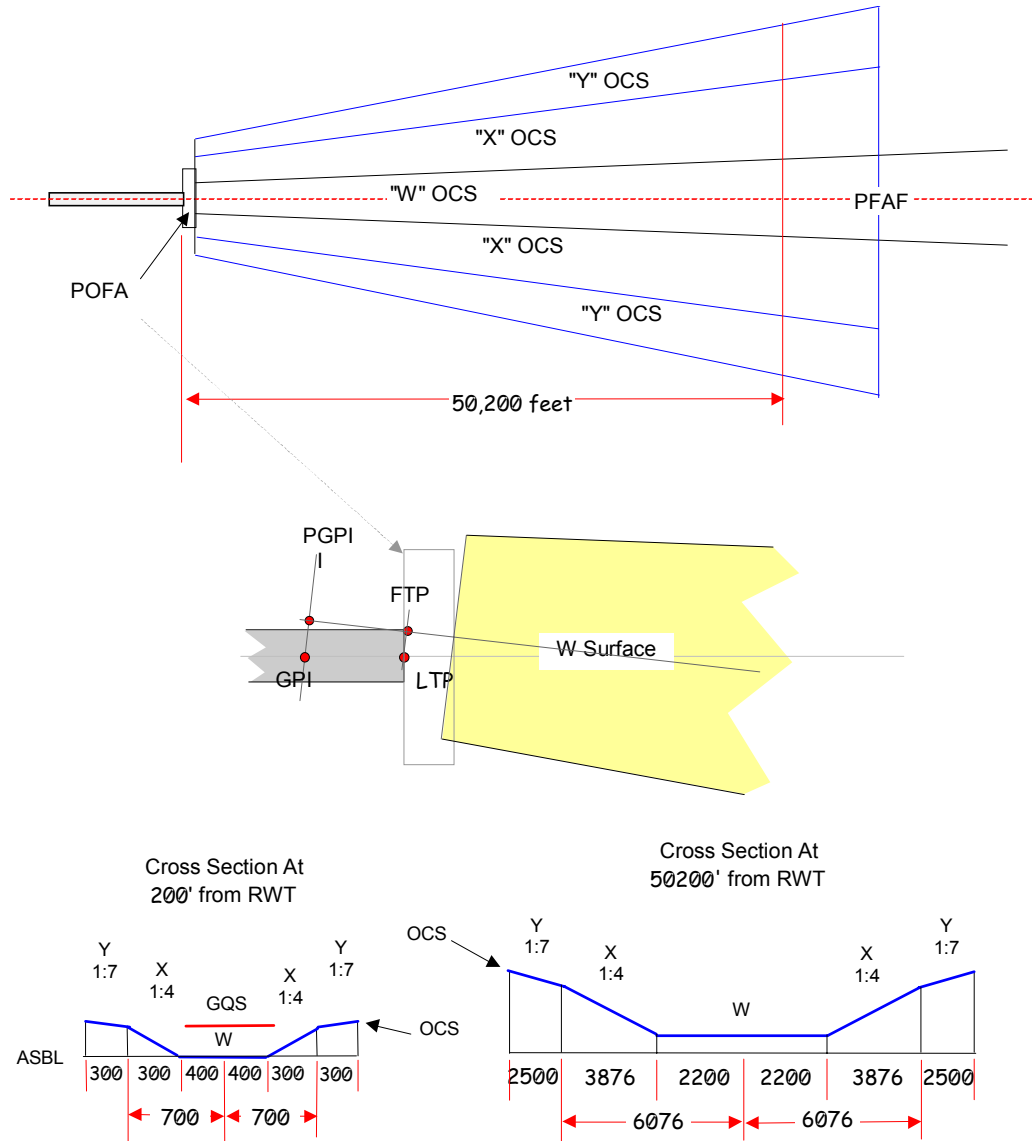 "Y" OCS
"X" OCS
"W" OCS
PFAF
"X" OCS
"Y" OCS
POFA
50,200 feet
PGPI
I
FTP
W Surface
GPI
LTP
Cross Section At
200' from RWT
Cross Section At
50200' from RWT
Y
1:7
X
1:4
GQS
W
X
1:4
Y
1:7
OCS
ASBL
300
300
400
400
300
300
700
700
OCS
Y
1:7
X
1:4
W
X
1:4
Y
1:7
2500
3876
2200
2200
3876
2500
6076
6076